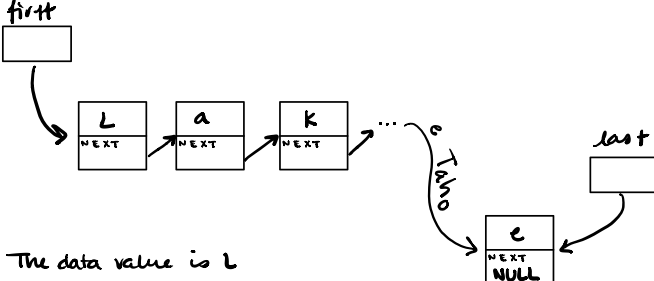 first
L a K ...
NEXT NEXT NEXT
e Taho
last
e
NEXT
NULL
The data value is L